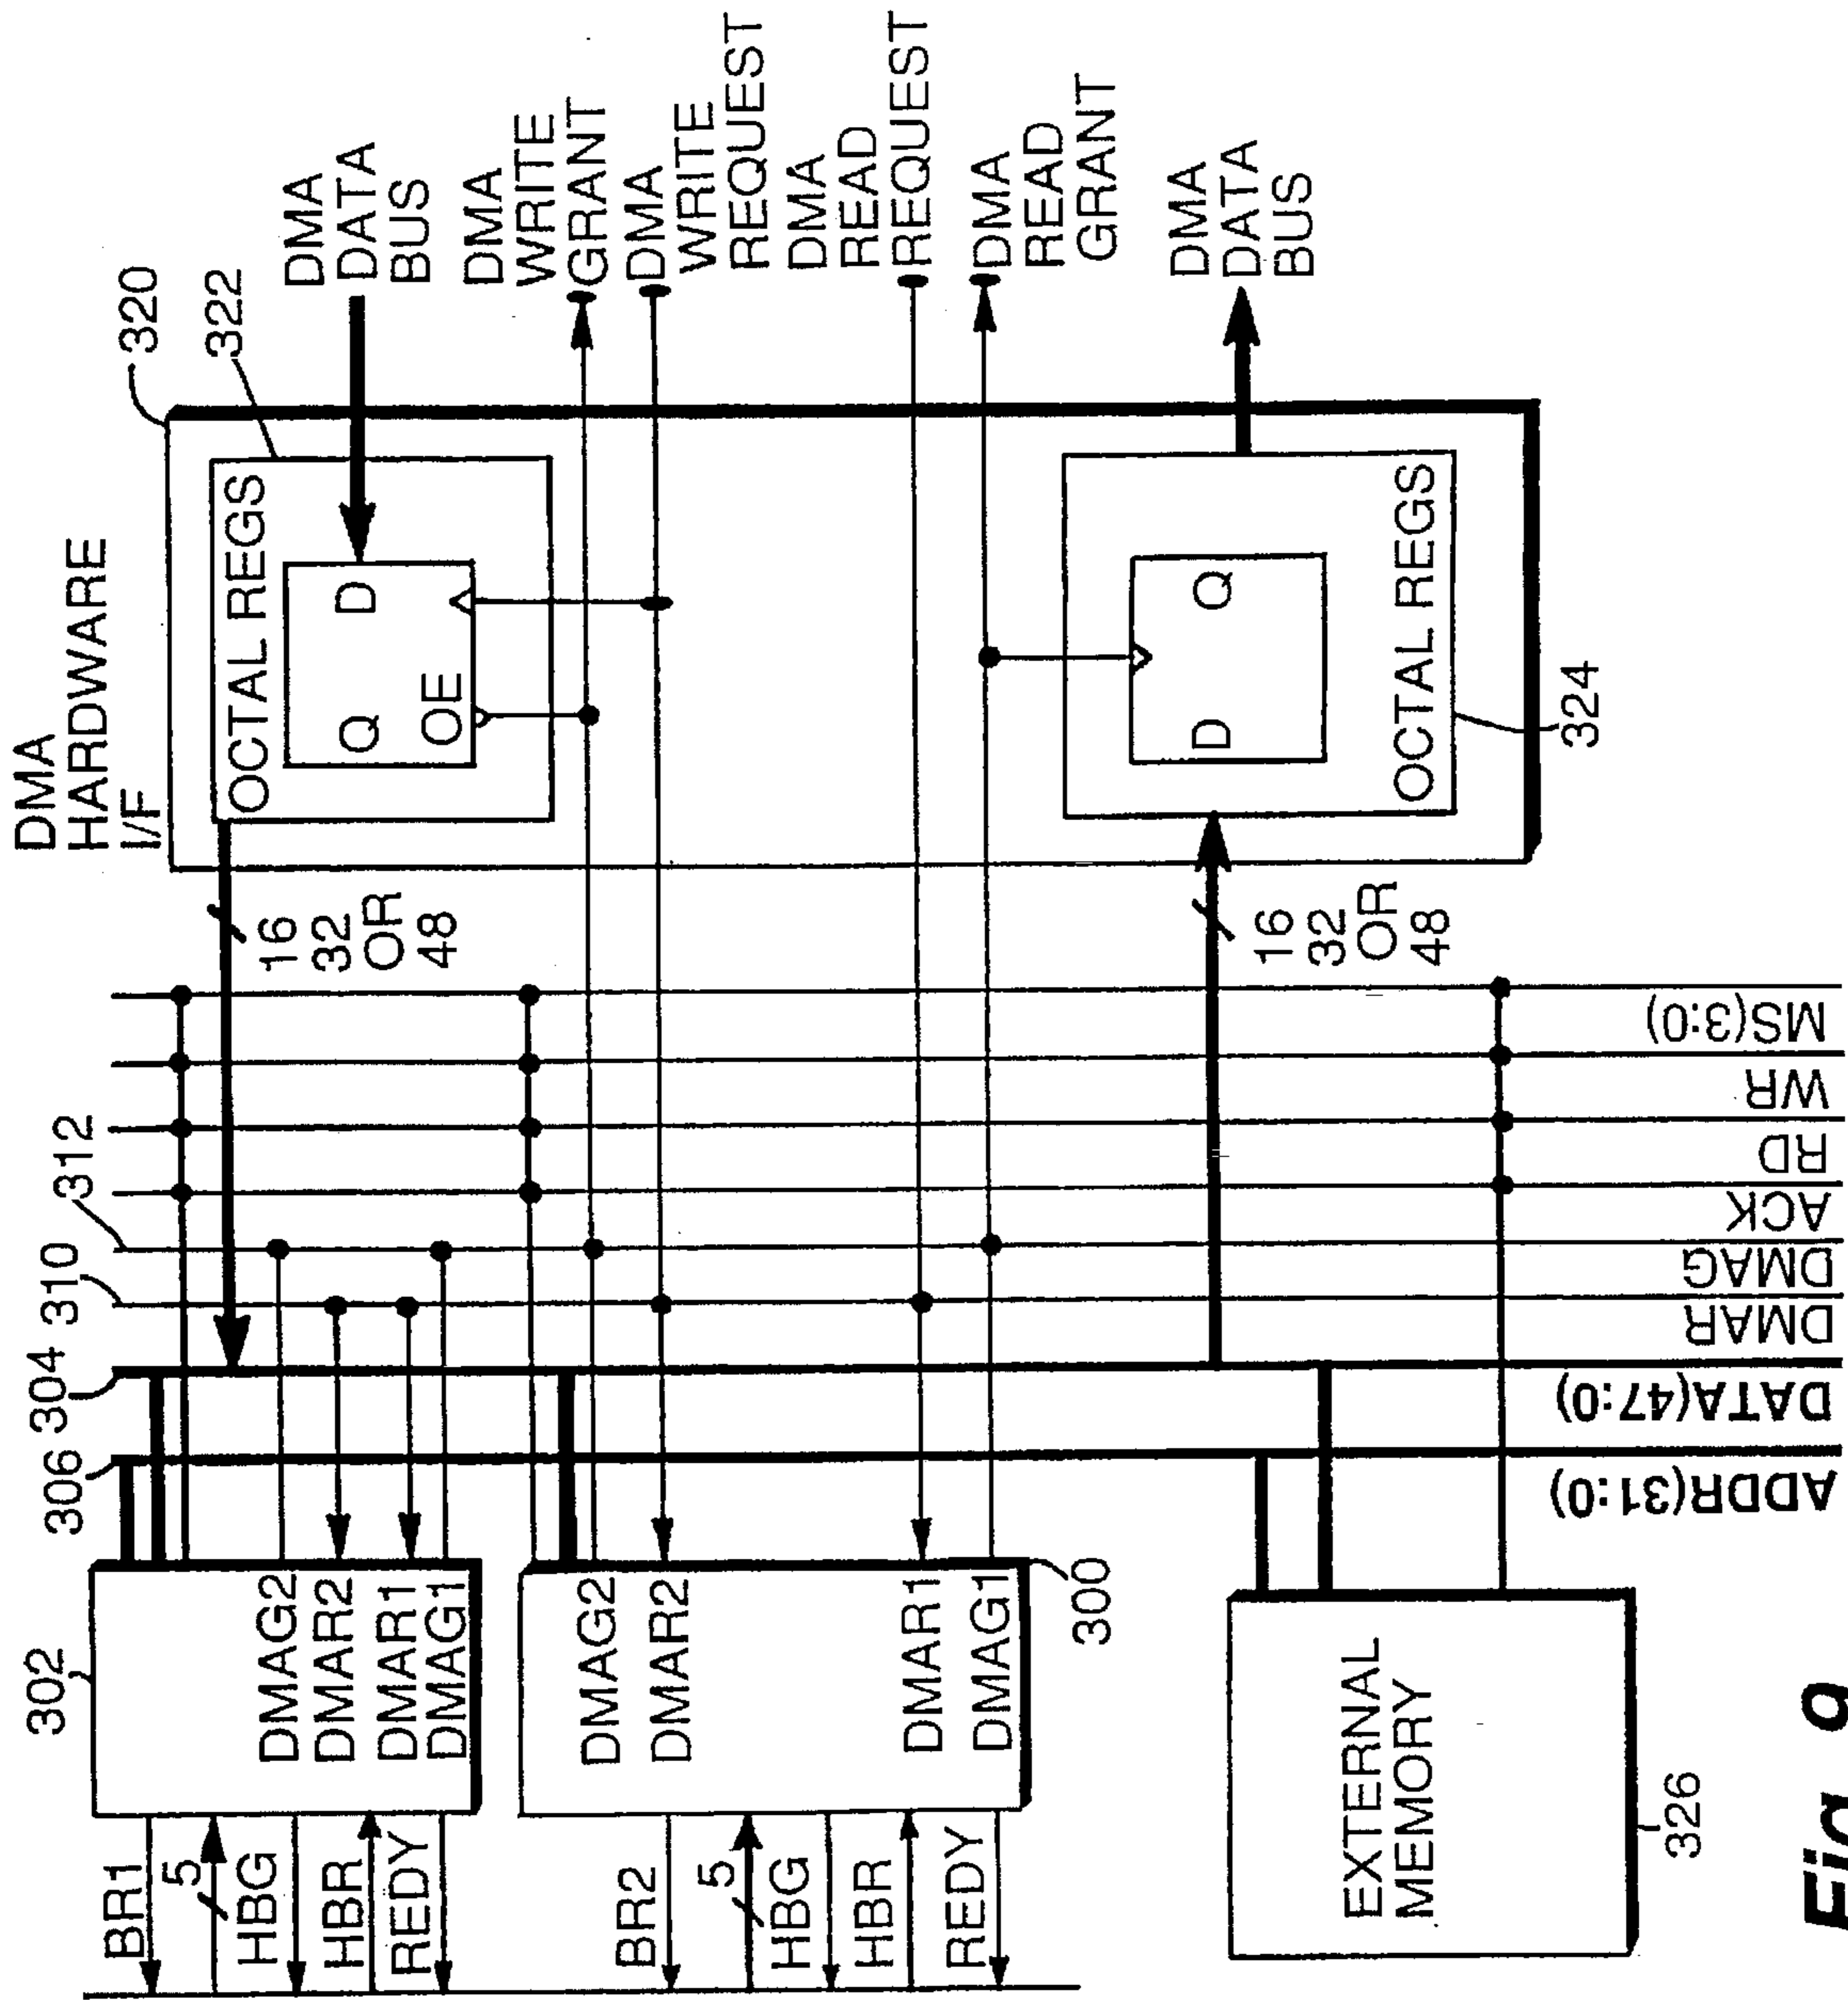 302
BR1
5
HBG
HBR
REDY
DMAG2
DMAR2
DMAR1
DMAG1
BR2
5
HBG
HBR
REDY
DMAG2
DMAR2
DMAR1
DMAG1
300
EXTERNAL
MEMORY
326
306
304
310
312
ADDR(31:0)
DATA(47:0)
DMAR
DMAG
ACK
RD
WR
MS(3:0)
16
32
OR
48
16
32
OR
48
DMA
HARDWARE
I/F
320
322
OCTAL REGS
Q
D
OE
D
Q
OCTAL REGS
324
DMA
DATA
BUS
DMA
WRITE
GRANT
DMA
WRITE
REQUEST
DMA
READ
REQUEST
DMA
READ
GRANT
DMA
DATA
BUS
Fig. 9